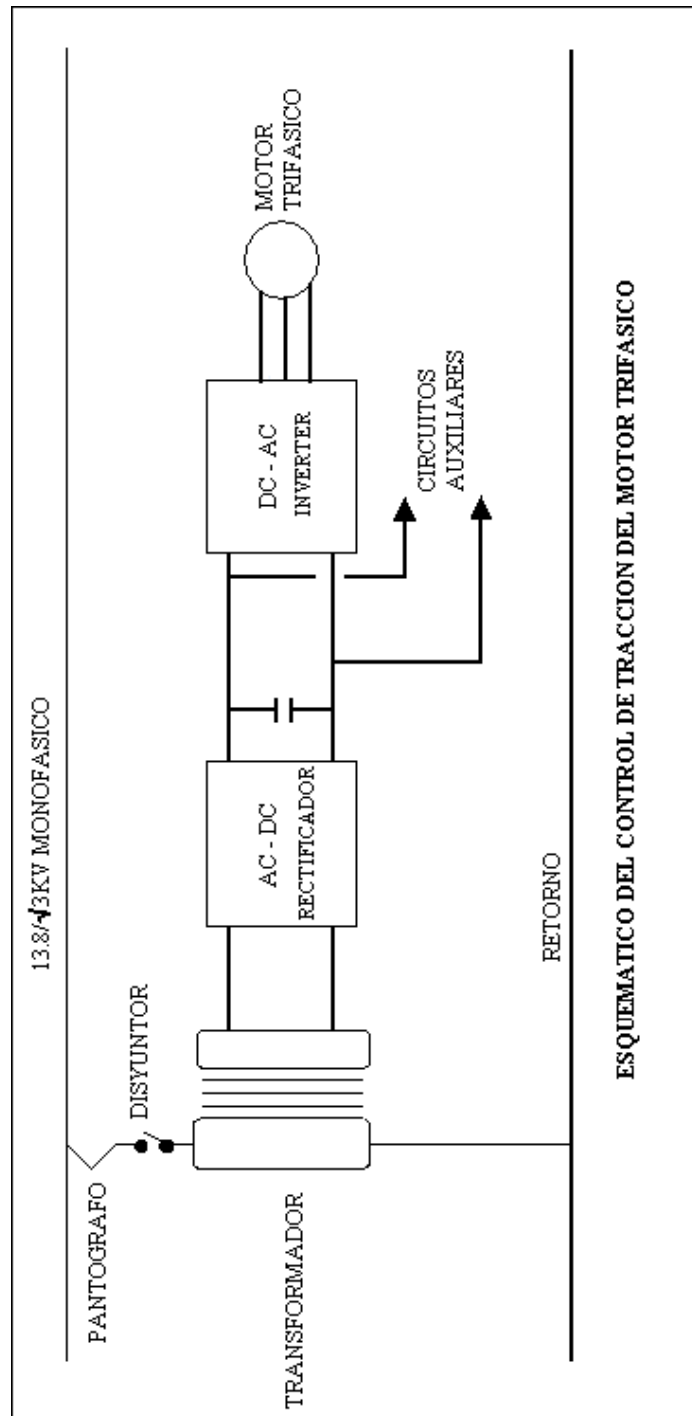 13.8/√3KV MONOFASICO
PANTOGRAFO
DISYUNTOR
TRANSFORMADOR
AC - DC
RECTIFICADOR
DC - AC
INVERTER
MOTOR
TRIFASICO
CIRCUITOS
AUXILIARES
RETORNO
ESQUEMATICO DEL CONTROL DE TRACCION DEL MOTOR TRIFASICO